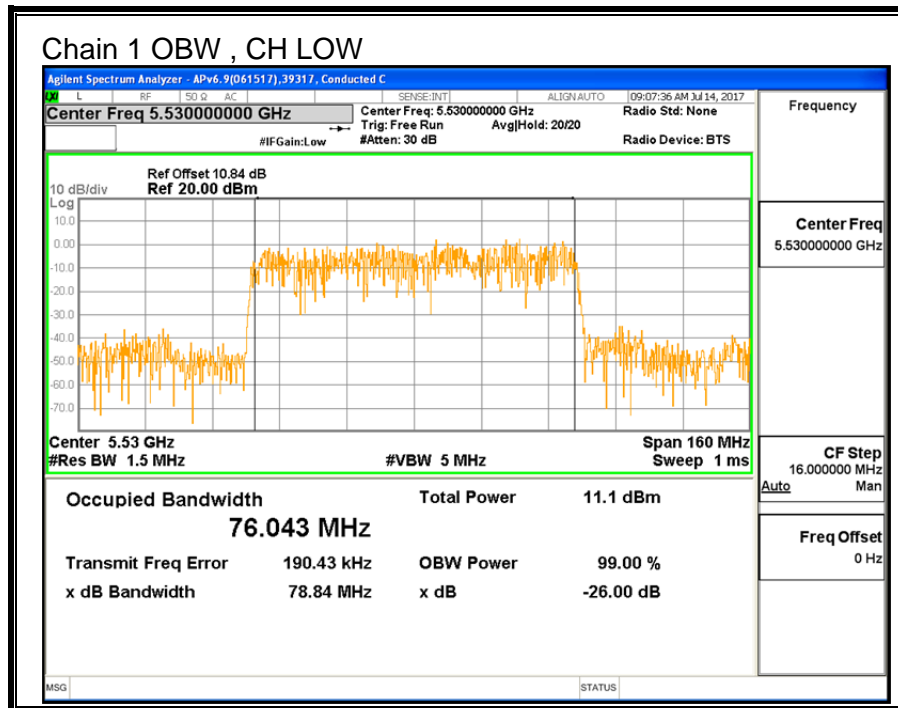 Chain 1 OBW , CH LOW
Agilent Spectrum Analyzer - APv6.9(061517),39317, Conducted C
LXI L RF 50 Ω AC SENSE:INT ALIGN AUTO 09:07:36 AM Jul 14, 2017
Center Freq 5.530000000 GHz
Center Freq: 5.530000000 GHz
Radio Std: None
Trig: Free Run Avg|Hold: 20/20
#IFGain:Low
#Atten: 30 dB
Radio Device: BTS
Ref Offset 10.84 dB
10 dB/div Ref 20.00 dBm
Log
10.0
0.00
-10.0
-20.0
-30.0
-40.0
-50.0
-60.0
-70.0
Center 5.53 GHz Span 160 MHz
#Res BW 1.5 MHz #VBW 5 MHz Sweep 1 ms
Occupied Bandwidth Total Power 11.1 dBm
76.043 MHz
Transmit Freq Error 190.43 kHz OBW Power 99.00 %
x dB Bandwidth 78.84 MHz x dB -26.00 dB
MSG STATUS
Frequency
Center Freq
5.530000000 GHz
CF Step
16.000000 MHz
Auto Man
Freq Offset
0 Hz